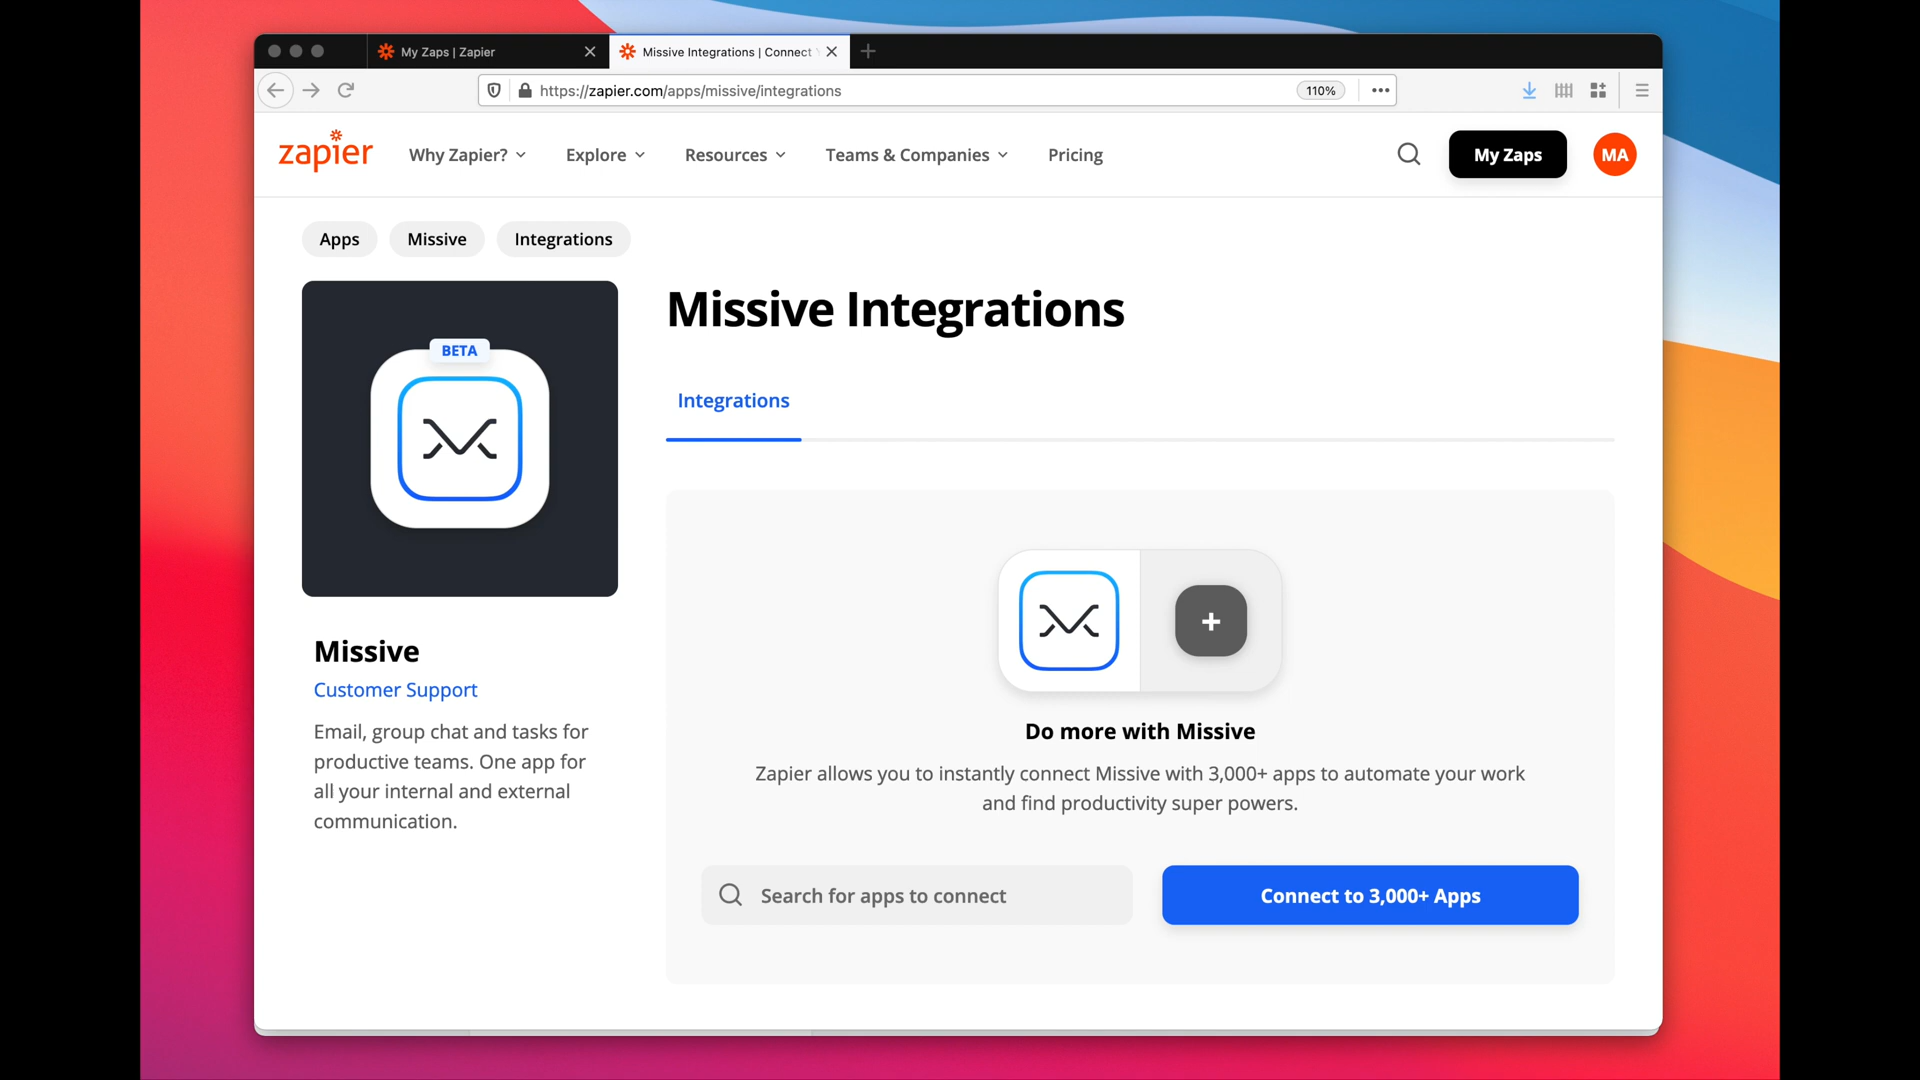 My Zaps | Zapier
Missive Integrations | Connect
https://zapier.com/apps/missive/integrations
110%
zapier
Why Zapier?
Explore
Resources
Teams & Companies
Pricing
My Zaps
MA
Apps
Missive
Integrations
BETA
Missive
Customer Support
Email, group chat and tasks for
productive teams. One app for
all your internal and external
communication.
Missive Integrations
Integrations
Do more with Missive
Zapier allows you to instantly connect Missive with 3,000+ apps to automate your work
and find productivity super powers.
Search for apps to connect
Connect to 3,000+ Apps